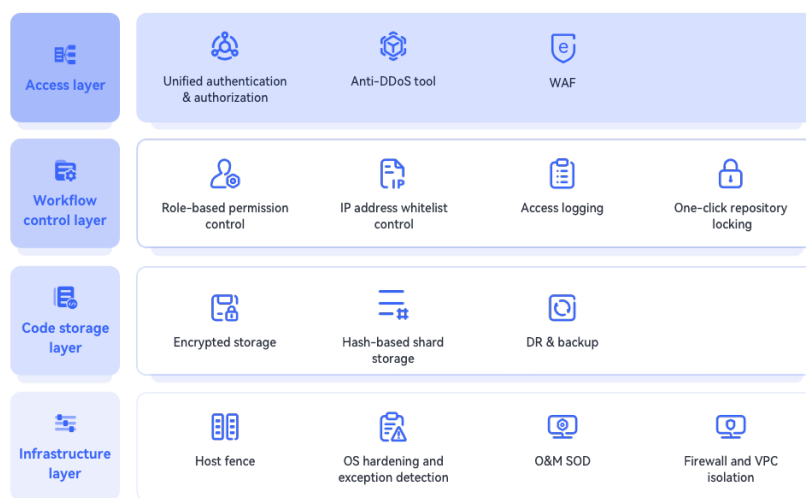 Access layer
Unified authentication
& authorization
Anti-DDoS tool
WAF
Workflow
control layer
Role-based permission
control
IP address whitelist
control
Access logging
One-click repository
locking
Code storage
layer
Encrypted storage
Hash-based shard
storage
DR & backup
Infrastructure
layer
Host fence
OS hardening and
exception detection
O&M SOD
Firewall and VPC
isolation